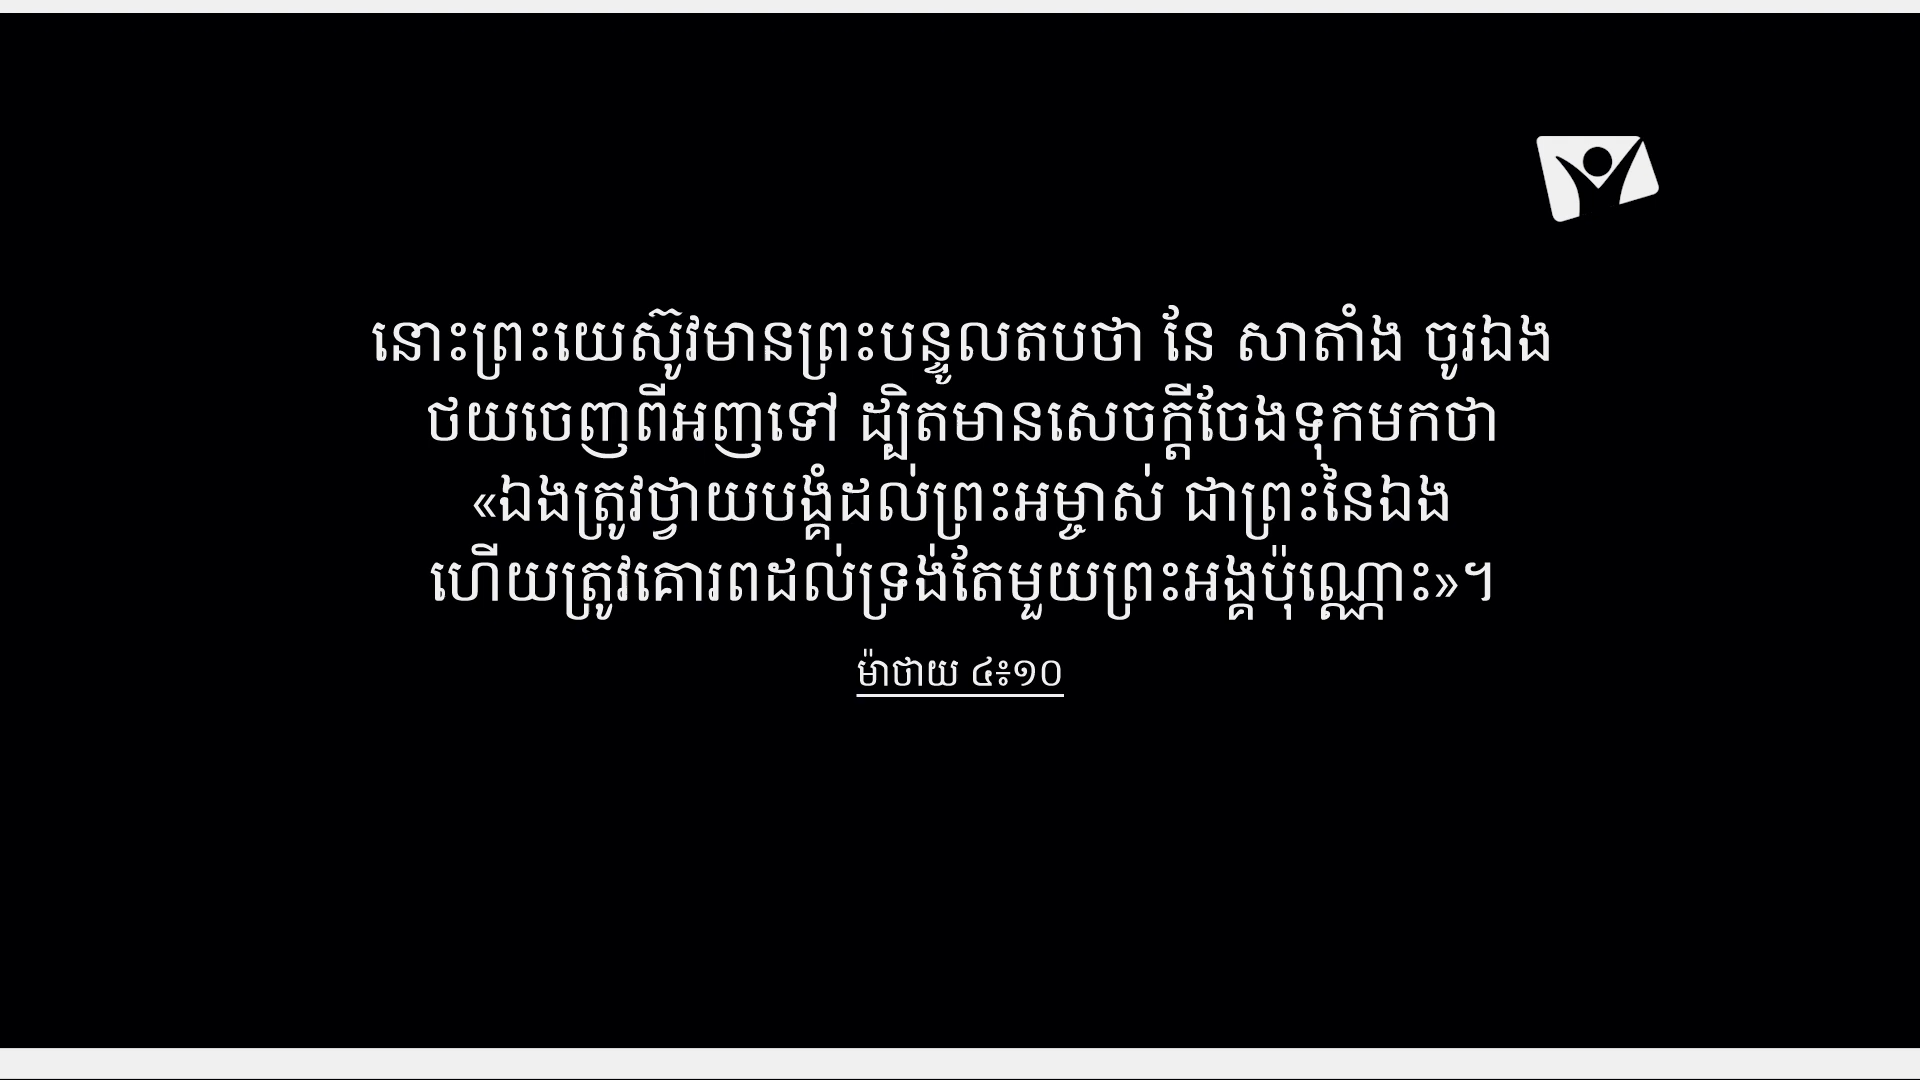 នោះព្រះយេស៊ូវមានព្រះបន្ទូលតបថា នែ សាតាំង ចូរឯង
ថយចេញពីអញទៅ ដ្បិតមានសេចក្ដីចែងទុកមកថា
«ឯងត្រូវថ្វាយបង្គំដល់ព្រះអម្ចាស់ ជាព្រះនៃឯង
ហើយត្រូវគោរពដល់ទ្រង់តែមួយព្រះអង្គប៉ុណ្ណោះ»។
ម៉ាថាយ ៤៖១០